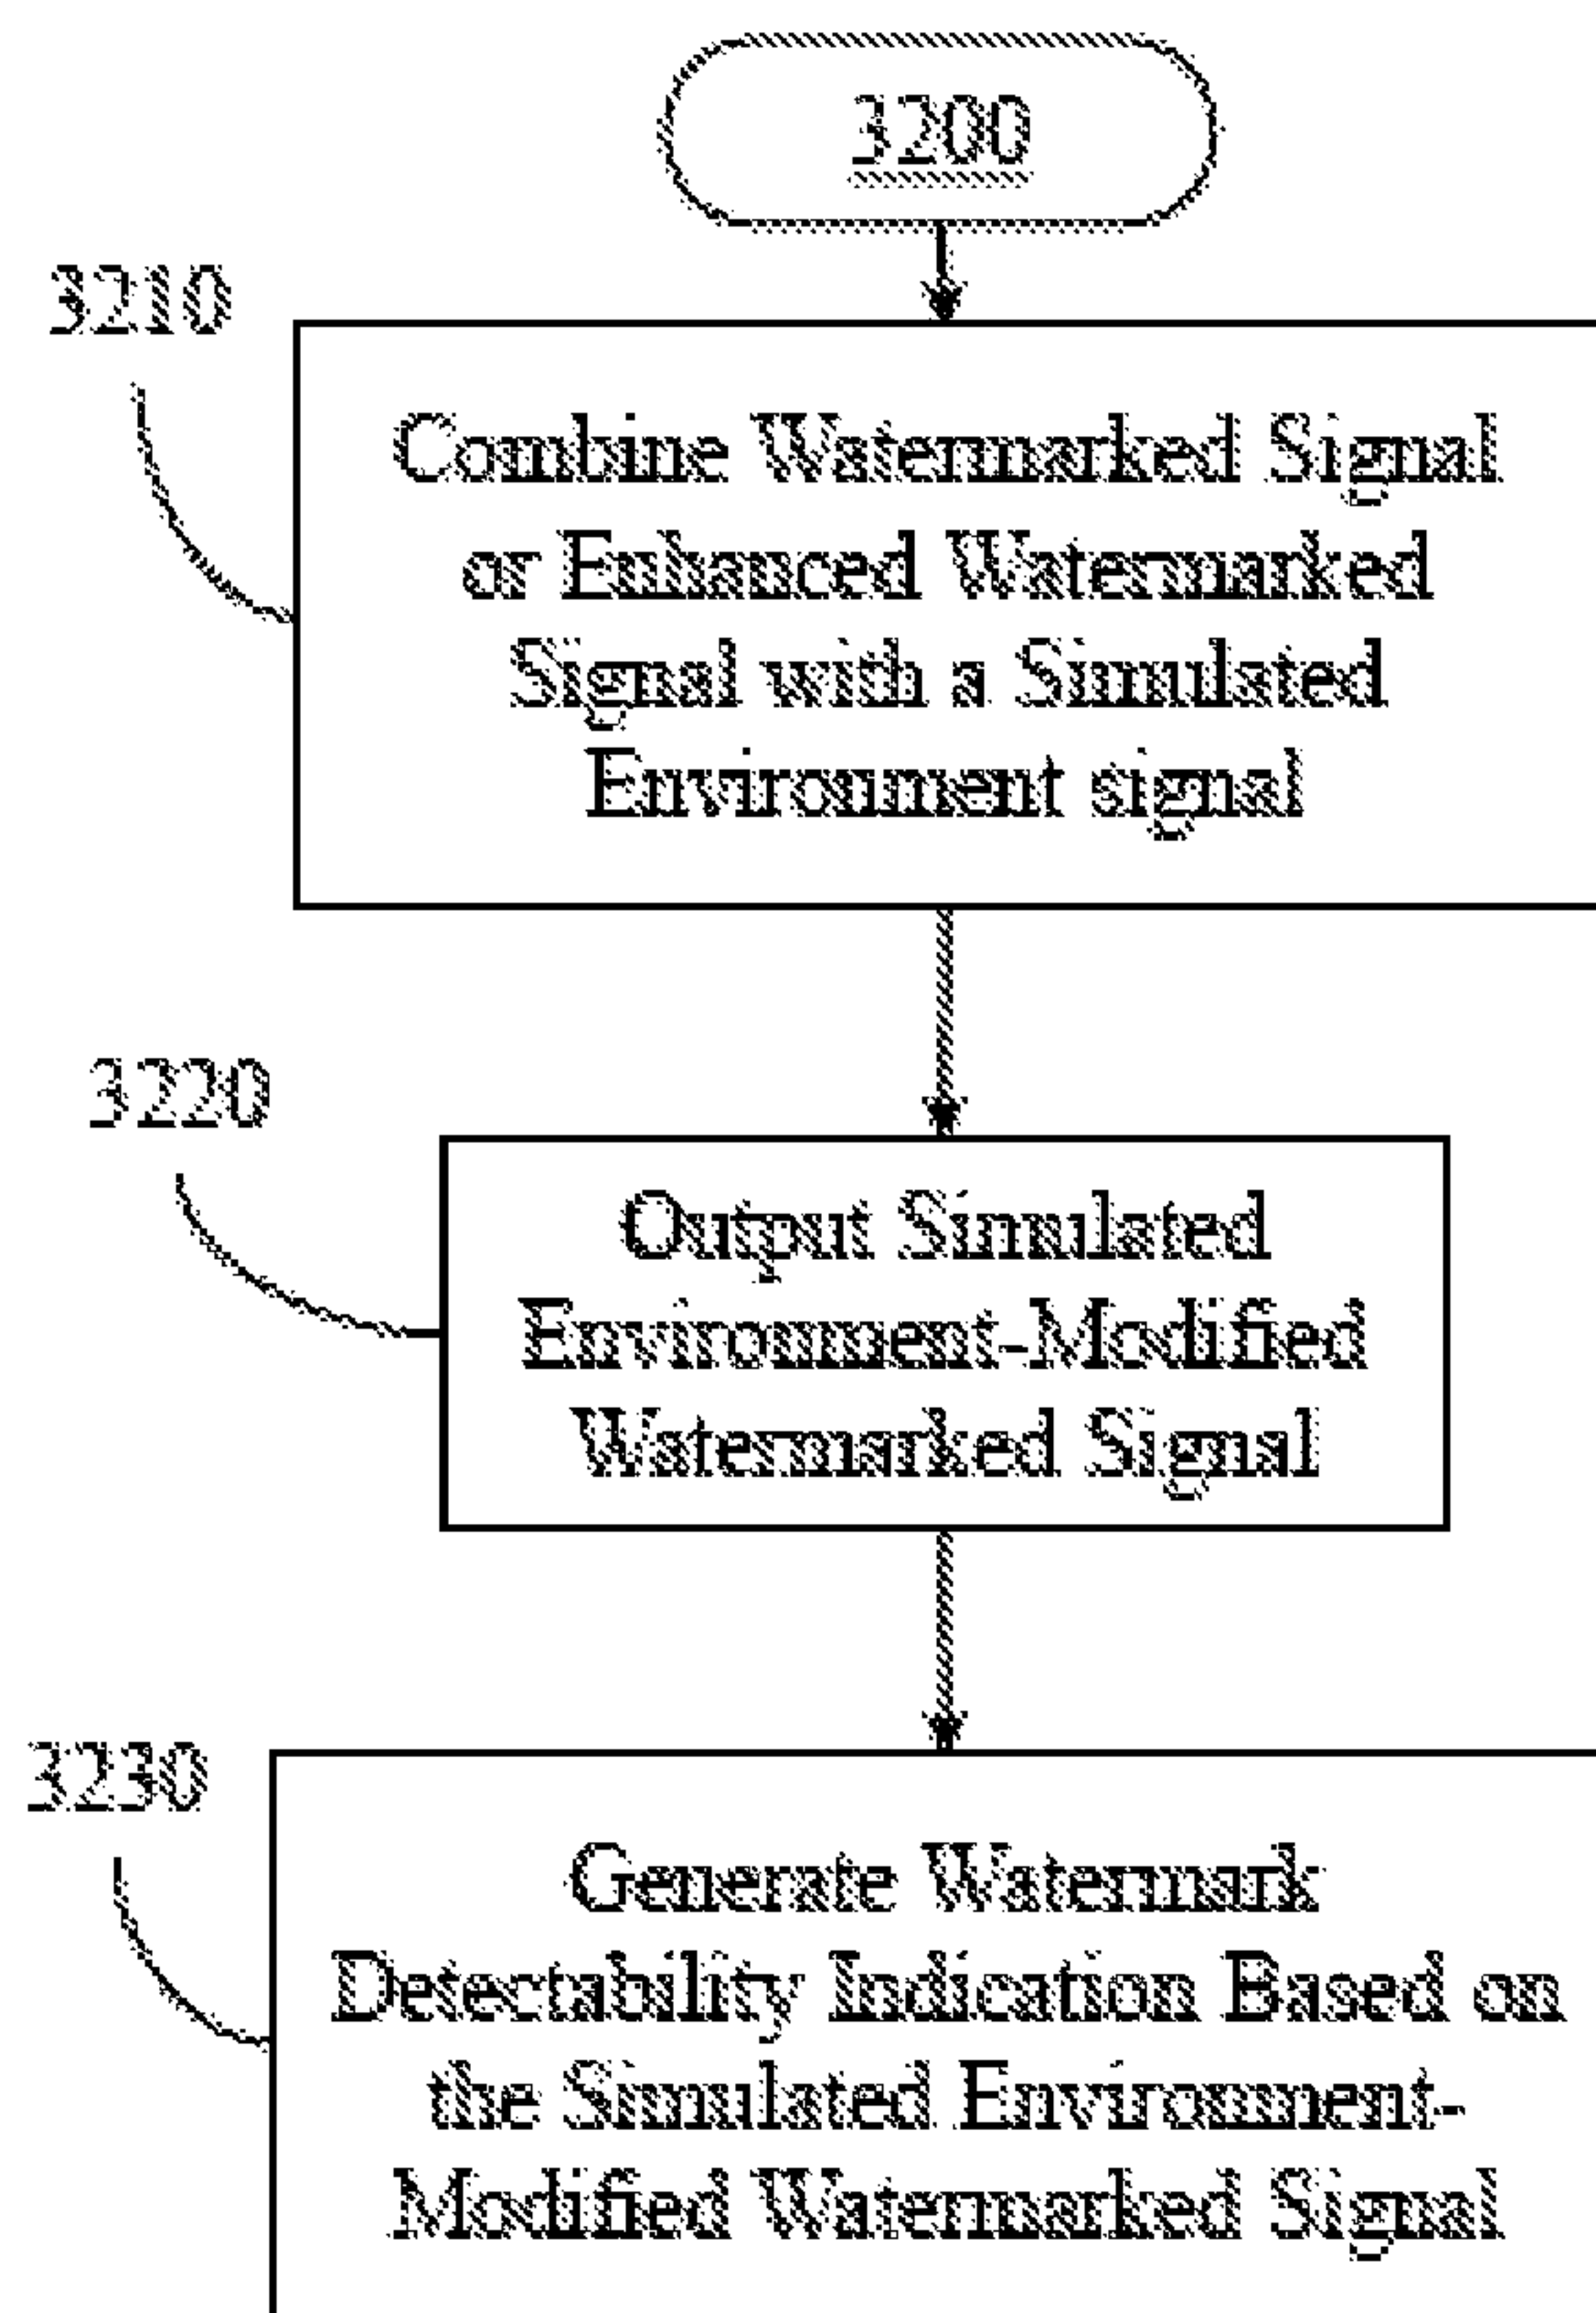 3200
3210
Combine Watermarked Signal
or Enhanced Watermarked
Signal with a Simulated
Environment signal
3220
Output Simulated
Environment-Modified
Watermarked Signal
3230
Generate Watermark
Detectability Indication Based on
the Simulated Environment-
Modified Watermarked Signal